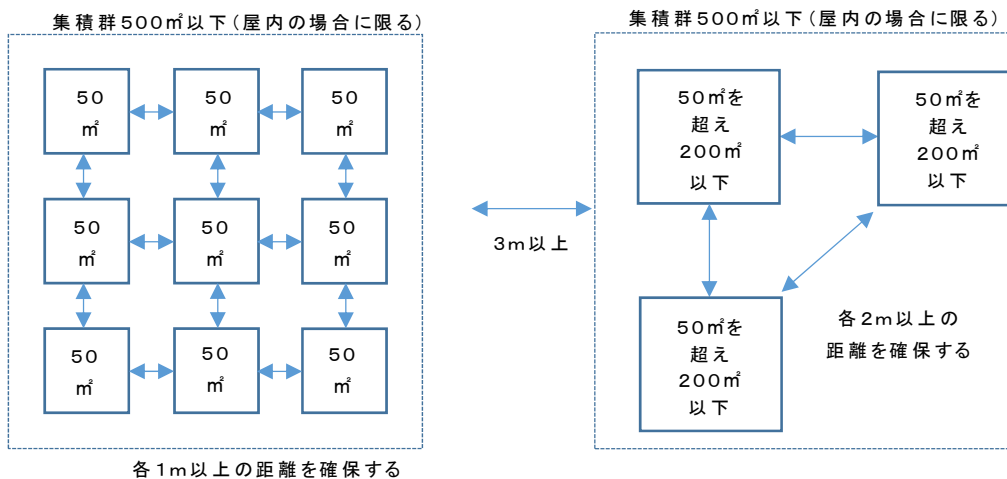 集積群500㎡以下(屋内の場合に限る)
50
㎡
50
㎡
50
㎡
50
㎡
50
㎡
50
㎡
50
㎡
50
㎡
50
㎡
各1m以上の距離を確保する
3m以上
集積群500㎡以下(屋内の場合に限る)
50㎡を
超え
200㎡
以下
50㎡を
超え
200㎡
以下
50㎡を
超え
200㎡
以下
各2m以上の
距離を確保する